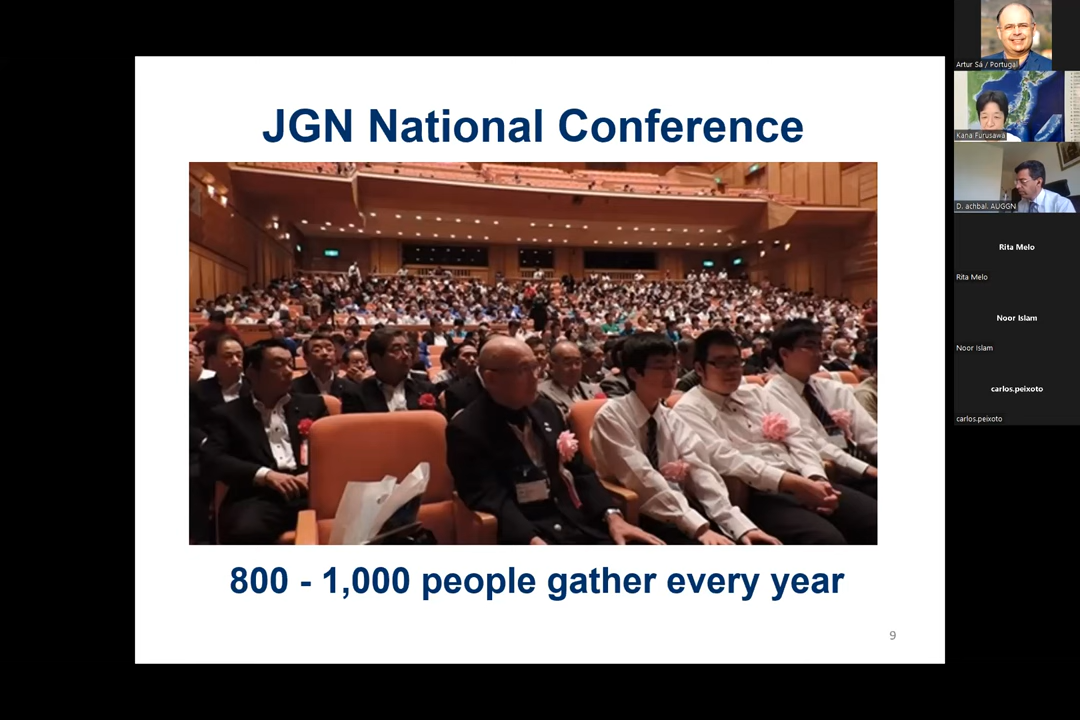 JGN National Conference
800 - 1,000 people gather every year
9
Artur Sá / Portugal
Kana Furusawa
D. achbal. AUGGN
Rita Melo
Rita Melo
Noor Islam
Noor Islam
carlos.peixoto
carlos.peixoto